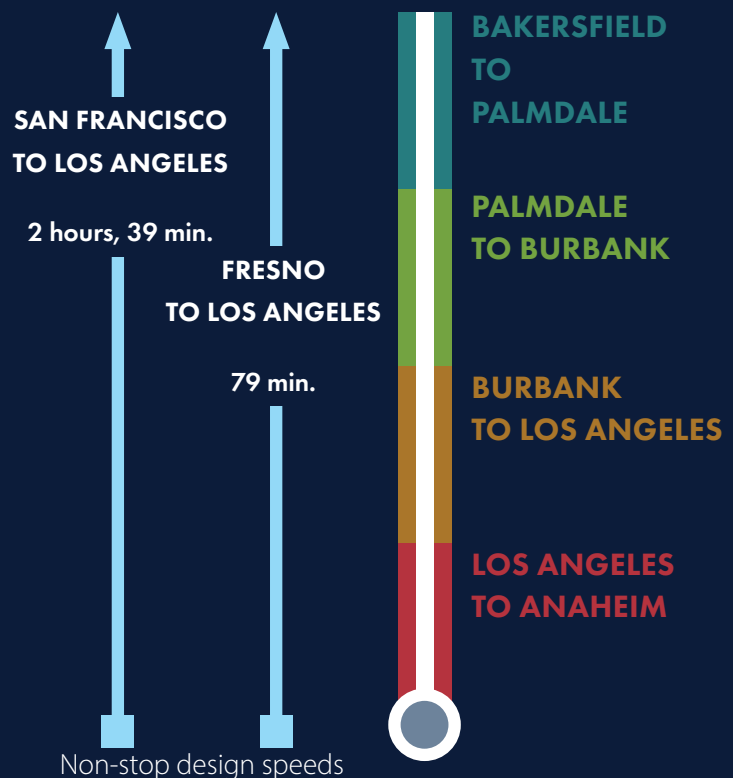 SAN FRANCISCO
TO LOS ANGELES
2 hours, 39 min.
FRESNO
TO LOS ANGELES
79 min.
BAKERSFIELD
TO
PALMDALE
PALMDALE
TO BURBANK
BURBANK
TO LOS ANGELES
LOS ANGELES
TO ANAHEIM
Non-stop design speeds